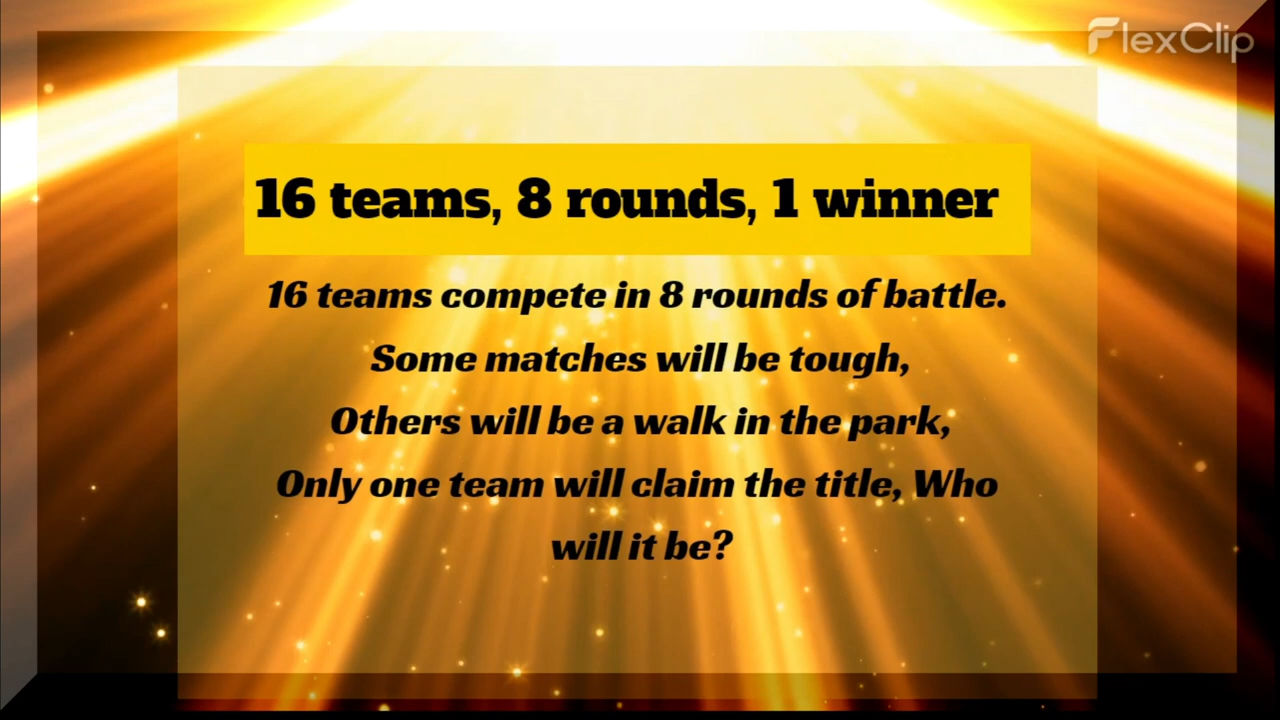 FlexClip
16 teams, 8 rounds, 1 winner
16 teams compete in 8 rounds of battle.
Some matches will be tough,
Others will be a walk in the park,
Only one team will claim the title, Who
will it be?